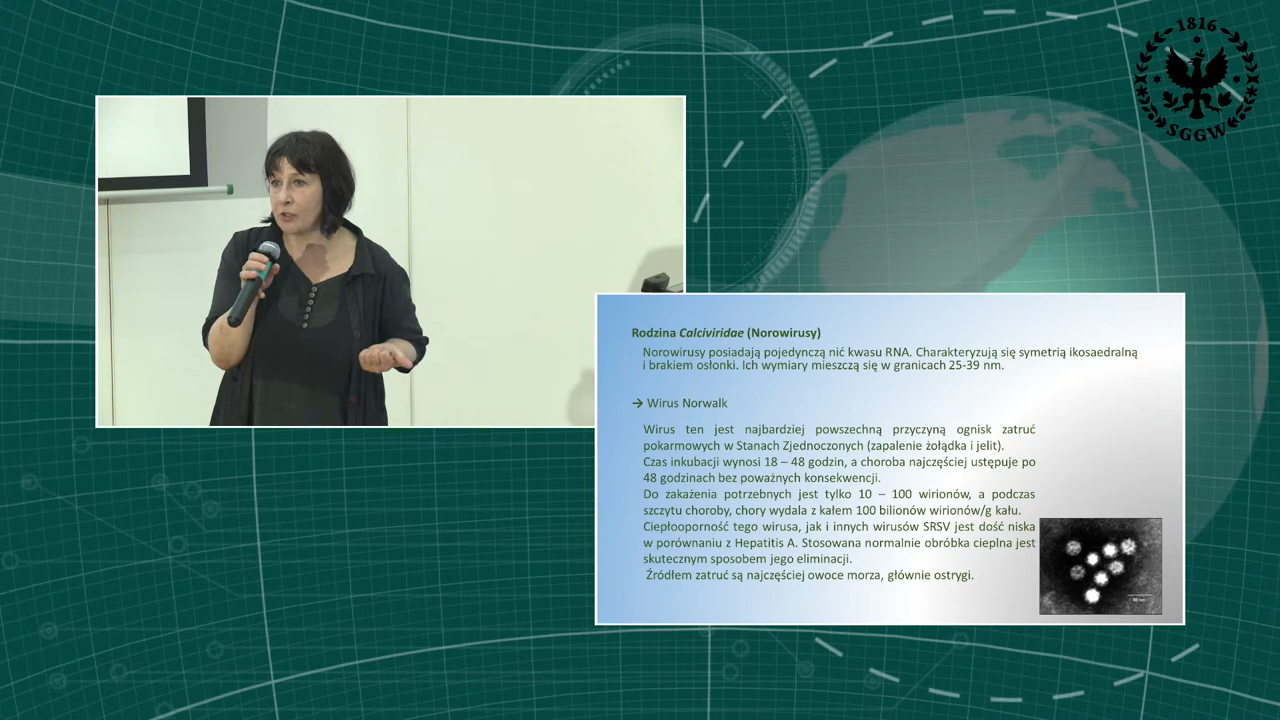 1816
SGGW
Rodzina Calciviridae (Norowirusy)
Norowirusy posiadają pojedynczą nić kwasu RNA. Charakteryzują się symetrią ikosaedralną
i brakiem osłonki. Ich wymiary mieszczą się w granicach 25-39 nm.
→ Wirus Norwalk
Wirus ten jest najbardziej powszechną przyczyną ognisk zatruć
pokarmowych w Stanach Zjednoczonych (zapalenie żołądka i jelit).
Czas inkubacji wynosi 18 – 48 godzin, a choroba najczęściej ustępuje po
48 godzinach bez poważnych konsekwencji.
Do zakażenia potrzebnych jest tylko 10 – 100 wirionów, a podczas
szczytu choroby, chory wydala z kałem 100 bilionów wirionów/g kału.
Ciepłooporność tego wirusa, jak i innych wirusów SRSV jest dość niska
w porównaniu z Hepatitis A. Stosowana normalnie obróbka cieplna jest
skutecznym sposobem jego eliminacji.
Źródłem zatruć są najczęściej owoce morza, głównie ostrygi.